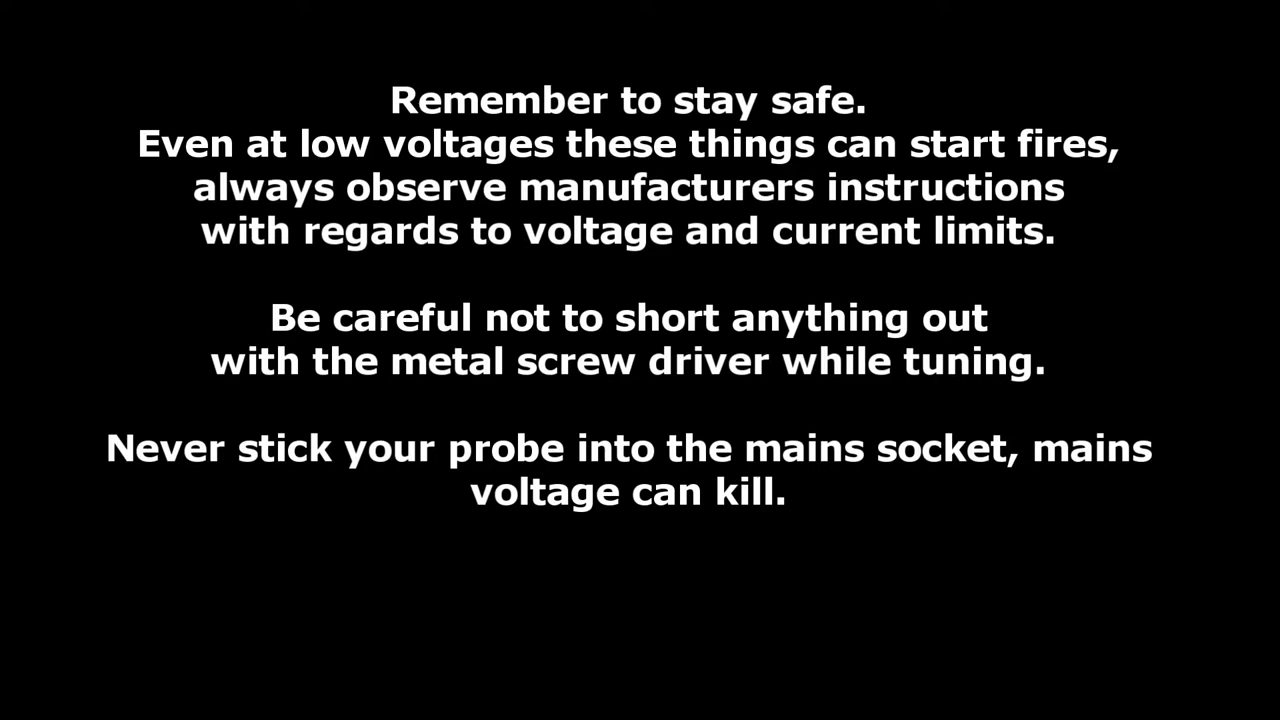 Remember to stay safe.
Even at low voltages these things can start fires,
always observe manufacturers instructions
with regards to voltage and current limits.
Be careful not to short anything out
with the metal screw driver while tuning.
Never stick your probe into the mains socket, mains
voltage can kill.